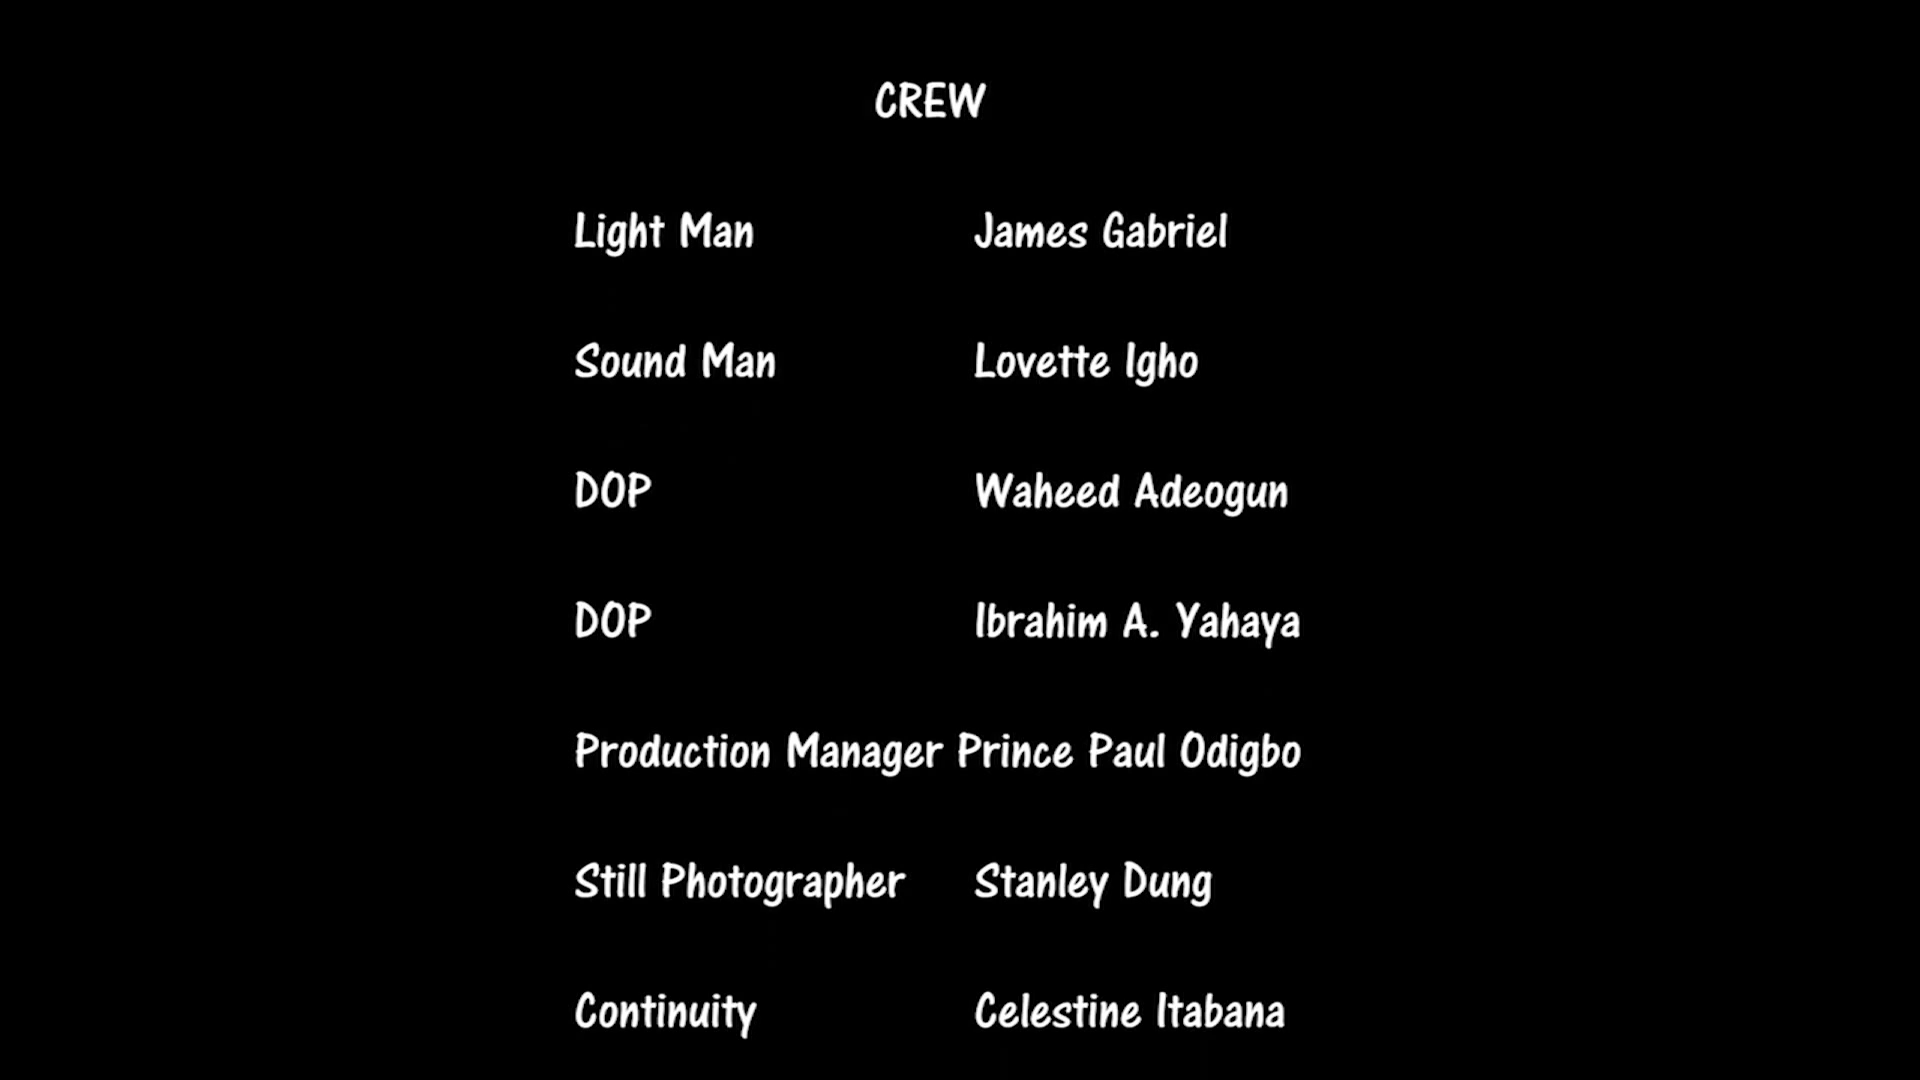 CREW
Light Man James Gabriel
Sound Man Lovette Igho
DOP Waheed Adeogun
DOP Ibrahim A. Yahaya
Production Manager Prince Paul Odigbo
Still Photographer Stanley Dung
Continuity Celestine Itabana